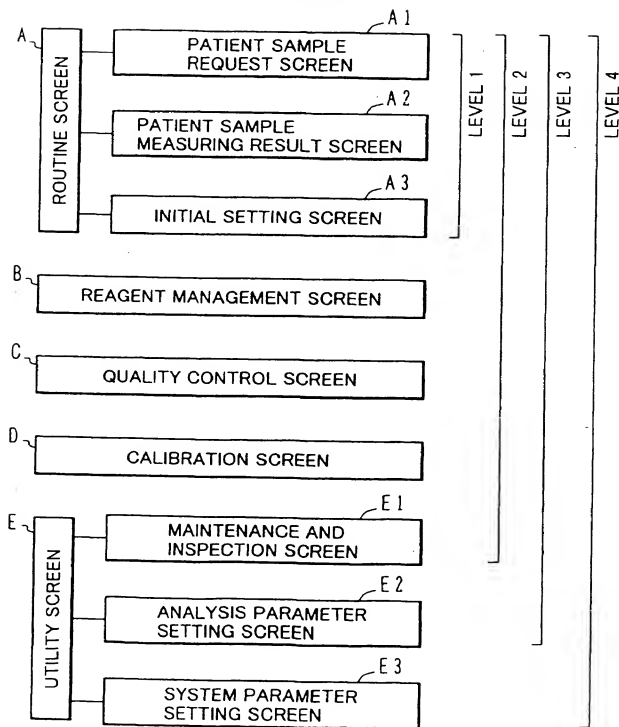 A
ROUTINE SCREEN
A1
PATIENT SAMPLE
REQUEST SCREEN
A2
PATIENT SAMPLE
MEASURING RESULT SCREEN
A3
INITIAL SETTING SCREEN
B
REAGENT MANAGEMENT SCREEN
C
QUALITY CONTROL SCREEN
D
CALIBRATION SCREEN
E
UTILITY SCREEN
E1
MAINTENANCE AND
INSPECTION SCREEN
E2
ANALYSIS PARAMETER
SETTING SCREEN
E3
SYSTEM PARAMETER
SETTING SCREEN
LEVEL 1
LEVEL 2
LEVEL 3
LEVEL 4